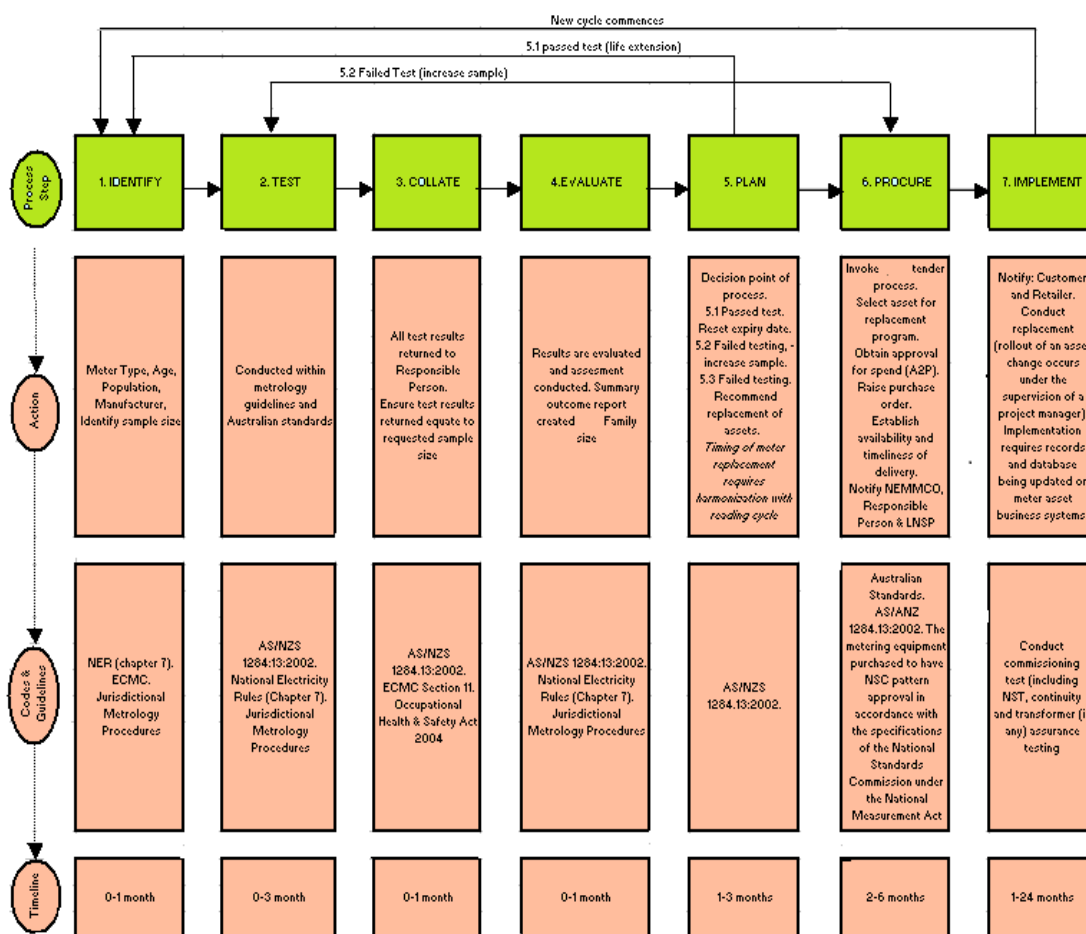 New cycle commences
5.1 passed test (life extension)
5.2 Failed Test (increase sample)
Process
Step
1. IDENTIFY
2. TEST
3. COLLATE
4.EVALUATE
5. PLAN
6. PROCURE
7. IMPLEMENT
Action
Meter Type, Age,
Population,
Manufacturer,
Identify sample size
Conducted within
metrology
guidelines and
Australian standards
All test results
returned to
Responsible
Person.
Ensure test results
returned equate to
requested sample
size
Results are evaluated
and assesment
conducted. Summary
outcome report
created Family
size
Decision point of
process.
5.1 Passed test.
Reset expiry date.
5.2 Failed testing, -
increase sample.
5.3 Failed testing.
Recommend
replacement of
assets.
Timing of meter
replacement
requires
harmonization with
reading cycle
Invoke tender
process.
Select asset for
replacement
program.
Obtain approval
for spend (A2P).
Raise purchase
order.
Establish
availability and
timeliness of
delivery.
Notify NEMMCO,
Responsible
Person & LNSP
Notify: Customer
and Retailer.
Conduct
replacement
(rollout of an asse
change occurs
under the
supervision of a
project manager)
Implementation
requires records
and database
being updated on
meter asset
business systems
Codes &
Guidelines
NER (chapter 7).
ECMC.
Jurisdictional
Metrology
Procedures
AS/NZS
1284:13:2002.
National Electricity
Rules (Chapter 7).
Jurisdictional
Metrology
Procedures
AS/NZS
1284.13:2002.
ECMC Section 11.
Occupational
Health & Safety Act
2004
AS/NZS 1284:13:2002.
National Electricity
Rules (Chapter 7).
Jurisdictional
Metrology Procedures
AS/NZS
1284.13:2002.
Australian
Standards.
AS/ANZ
1284.13:2002. The
metering equipment
purchased to have
NSC pattern
approval in
accordance with
the specifications
of the National
Standards
Commission under
the National
Measurement Act
Conduct
commissioning
test (including
NST, continuity
and transformer (i
any) assurance
testing
Timeline
0-1 month
0-3 month
0-1 month
0-1 month
1-3 months
2-6 months
1-24 months